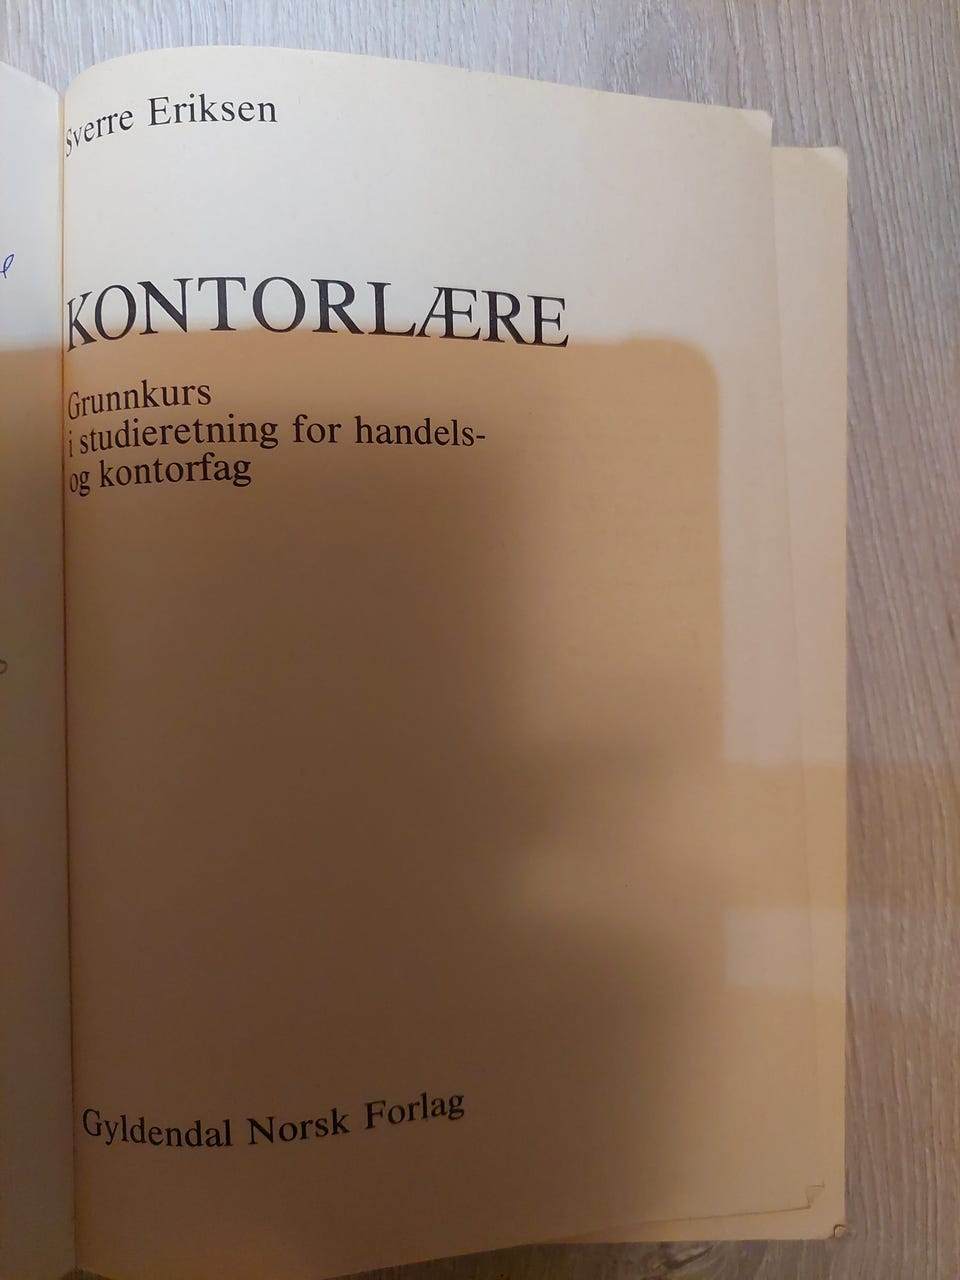 Sverre Eriksen
KONTORLÆRE
Grunnkurs
i studieretning for handels-
og kontorfag
Gyldendal Norsk Forlag